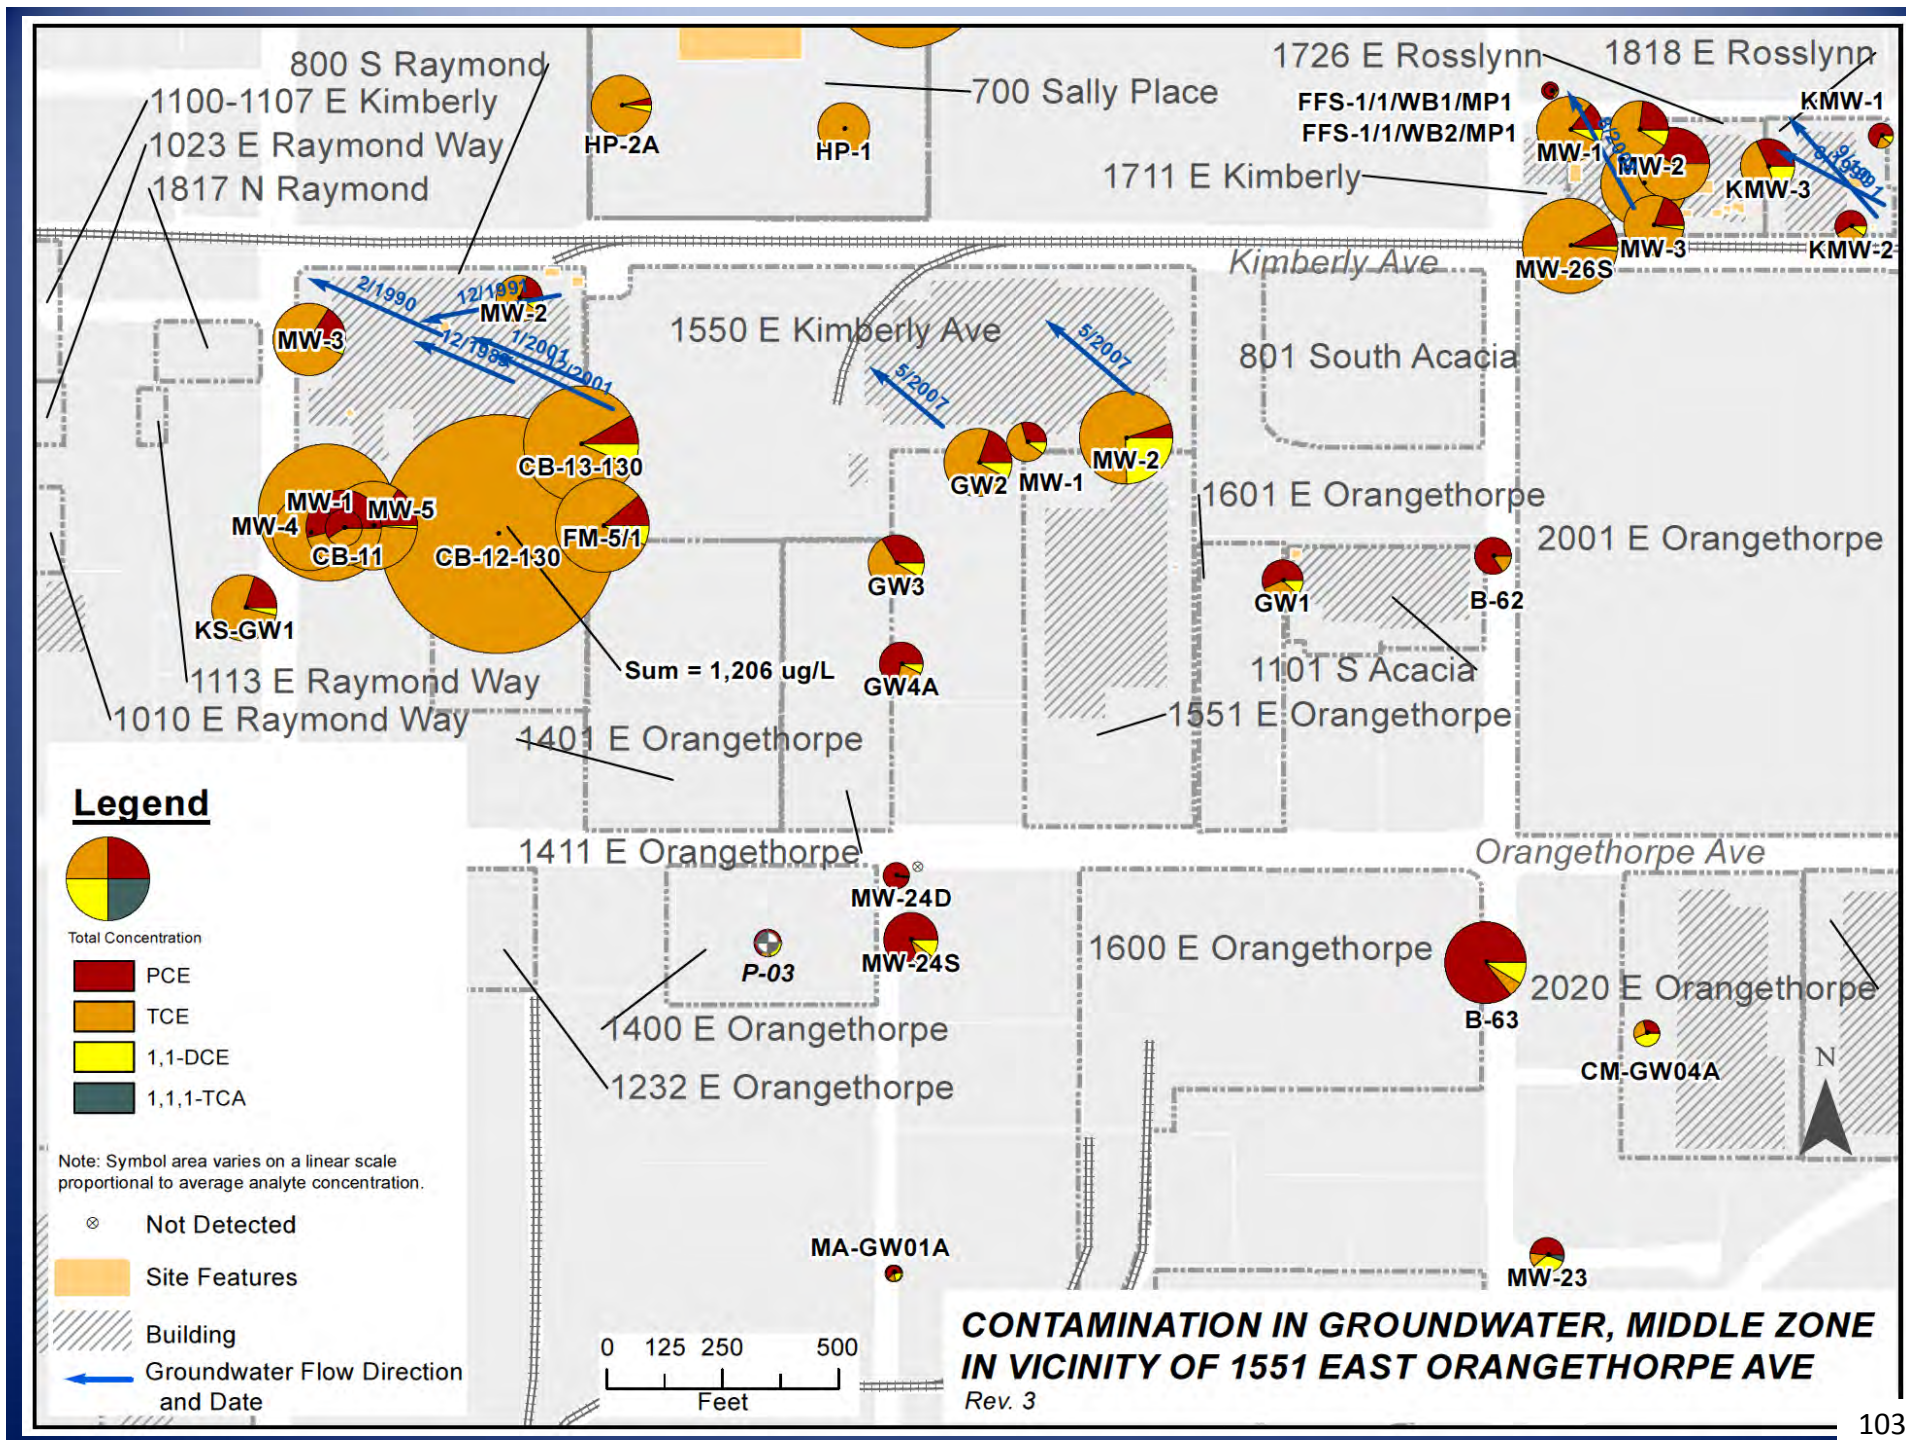 800 S Raymond
1100-1107 E Kimberly
1023 E Raymond Way
1817 N Raymond
HP-2A
HP-1
700 Sally Place
1726 E Rosslynn
1818 E Rosslynn
FFS-1/1/WB1/MP1
FFS-1/1/WB2/MP1
KMW-1
MW-1
MW-2
KMW-3
1711 E Kimberly
MW-3
KMW-2
MW-26S
Kimberly Ave
2/1990
12/1991
MW-2
MW-3
1/2001
12/2001
1550 E Kimberly Ave
5/2007
5/2007
801 South Acacia
CB-13-130
GW2
MW-1
MW-2
MW-1
MW-5
MW-4
CB-11
CB-12-130
FM-5/1
1601 E Orangethorpe
2001 E Orangethorpe
GW3
GW1
B-62
KS-GW1
Sum = 1,206 ug/L
GW4A
1101 S Acacia
1113 E Raymond Way
1010 E Raymond Way
1551 E Orangethorpe
1401 E Orangethorpe
1411 E Orangethorpe
Orangethorpe Ave
MW-24D
MW-24S
P-03
1600 E Orangethorpe
B-63
2020 E Orangethorpe
1400 E Orangethorpe
1232 E Orangethorpe
CM-GW04A
N
MA-GW01A
MW-23
Legend
Total Concentration
PCE
TCE
1,1-DCE
1,1,1-TCA
Note: Symbol area varies on a linear scale
proportional to average analyte concentration.
Not Detected
Site Features
Building
Groundwater Flow Direction
and Date
0 125 250 500
Feet
CONTAMINATION IN GROUNDWATER, MIDDLE ZONE
IN VICINITY OF 1551 EAST ORANGETHORPE AVE
Rev. 3
103